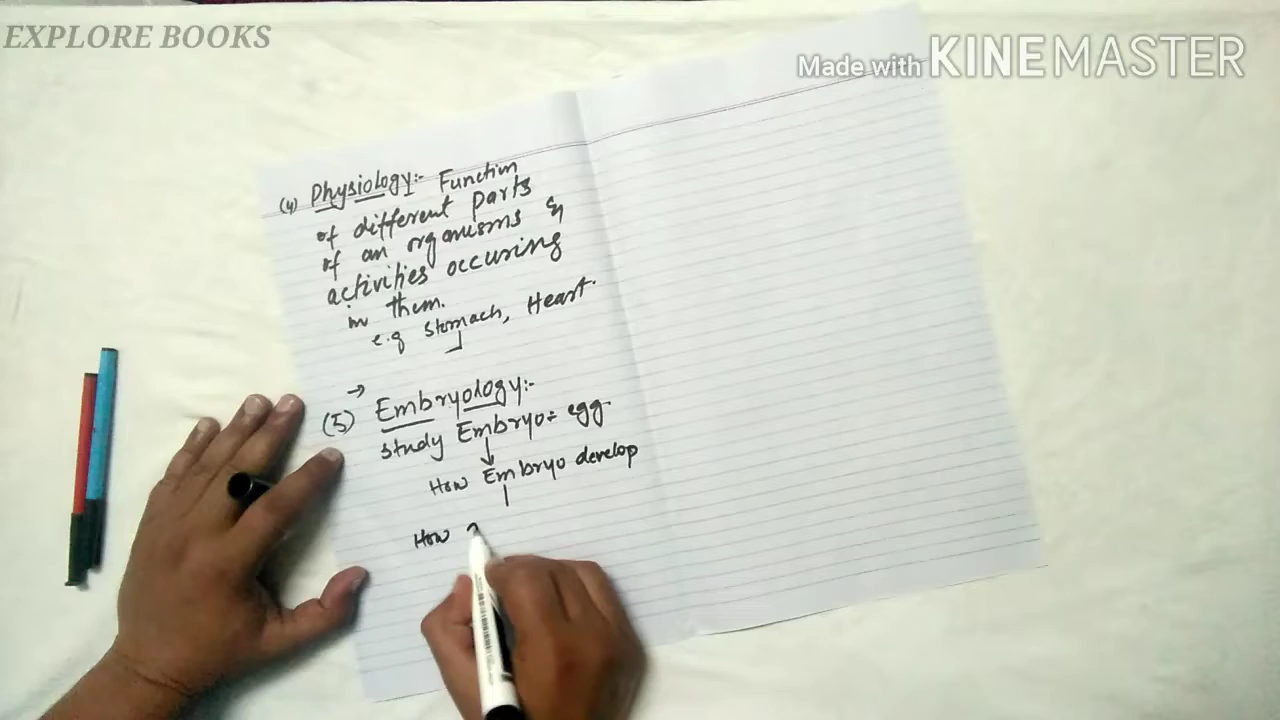 EXPLORE BOOKS
Made with KINEMASTER
(4) Physiology:- Function
of different parts
of an organisms &
activities occuring
in them.
e.g Stomach, Heart.
(5) Embryology:-
study Embryo= egg.
How Embryo develop
How